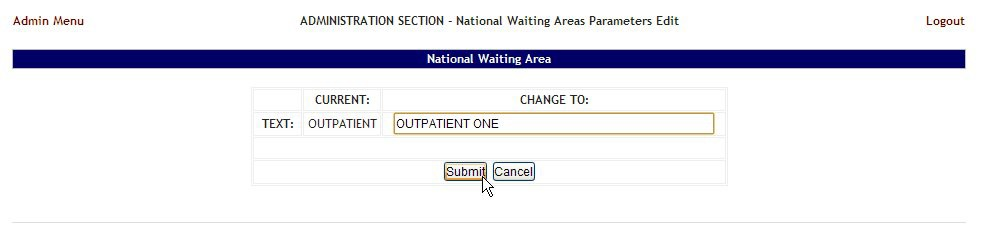 Admin Menu ADMINISTRATION SECTION - National Waiting Areas Parameters Edit Logout
National Waiting Area
CURRENT: CHANGE TO:
TEXT: OUTPATIENT OUTPATIENT ONE
Submit Cancel